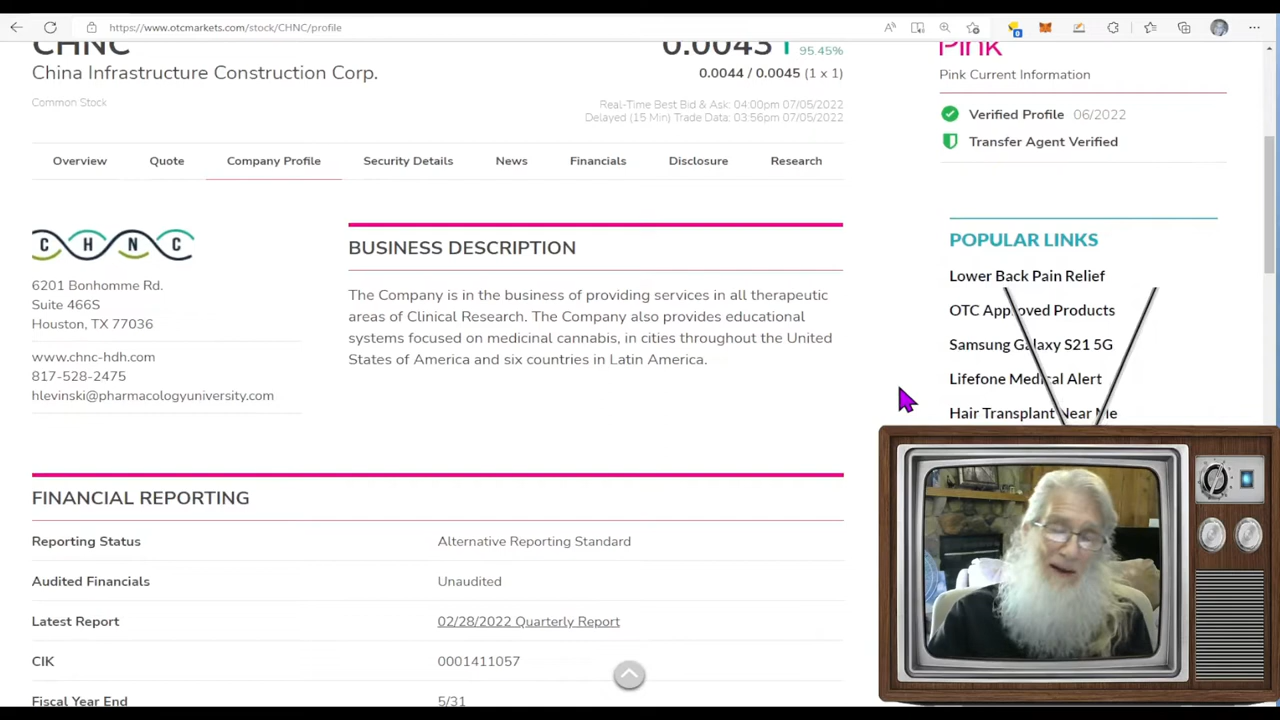 https://www.otcmarkets.com/stock/CHNC/profile
CHNC
China Infrastructure Construction Corp.
Common Stock
0.0043 95.45%
0.0044 / 0.0045 (1 x 1)
Real-Time Best Bid & Ask: 04:00pm 07/05/2022
Delayed (15 Min) Trade Data: 03:56pm 07/05/2022
Pink
Pink Current Information
Verified Profile 06/2022
Transfer Agent Verified
Overview Quote Company Profile Security Details News Financials Disclosure Research
CHNC
6201 Bonhomme Rd.
Suite 466S
Houston, TX 77036
www.chnc-hdh.com
817-528-2475
hlevinski@pharmacologyuniversity.com
BUSINESS DESCRIPTION
The Company is in the business of providing services in all therapeutic
areas of Clinical Research. The Company also provides educational
systems focused on medicinal cannabis, in cities throughout the United
States of America and six countries in Latin America.
POPULAR LINKS
Lower Back Pain Relief
OTC Approved Products
Samsung Galaxy S21 5G
Lifefone Medical Alert
Hair Transplant Near Me
FINANCIAL REPORTING
Reporting Status Alternative Reporting Standard
Audited Financials Unaudited
Latest Report 02/28/2022 Quarterly Report
CIK 0001411057
Fiscal Year End 5/31